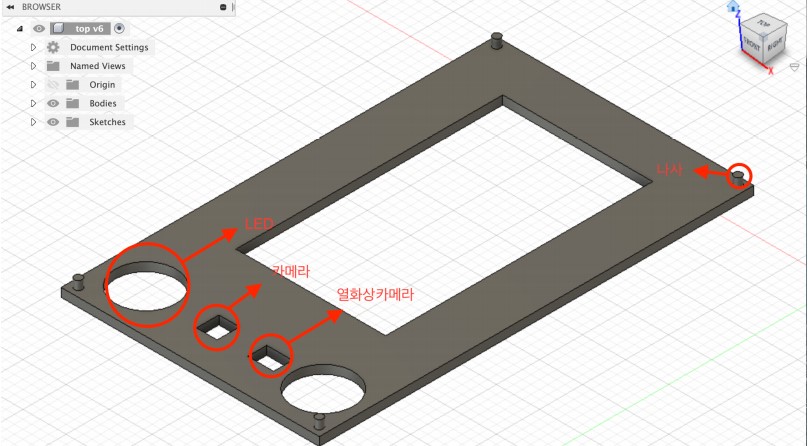 BROWSER
top v6
Document Settings
Named Views
Origin
Bodies
Sketches
Z
TOP
FRONT
RIGHT
X
나사
LED
카메라
열화상카메라